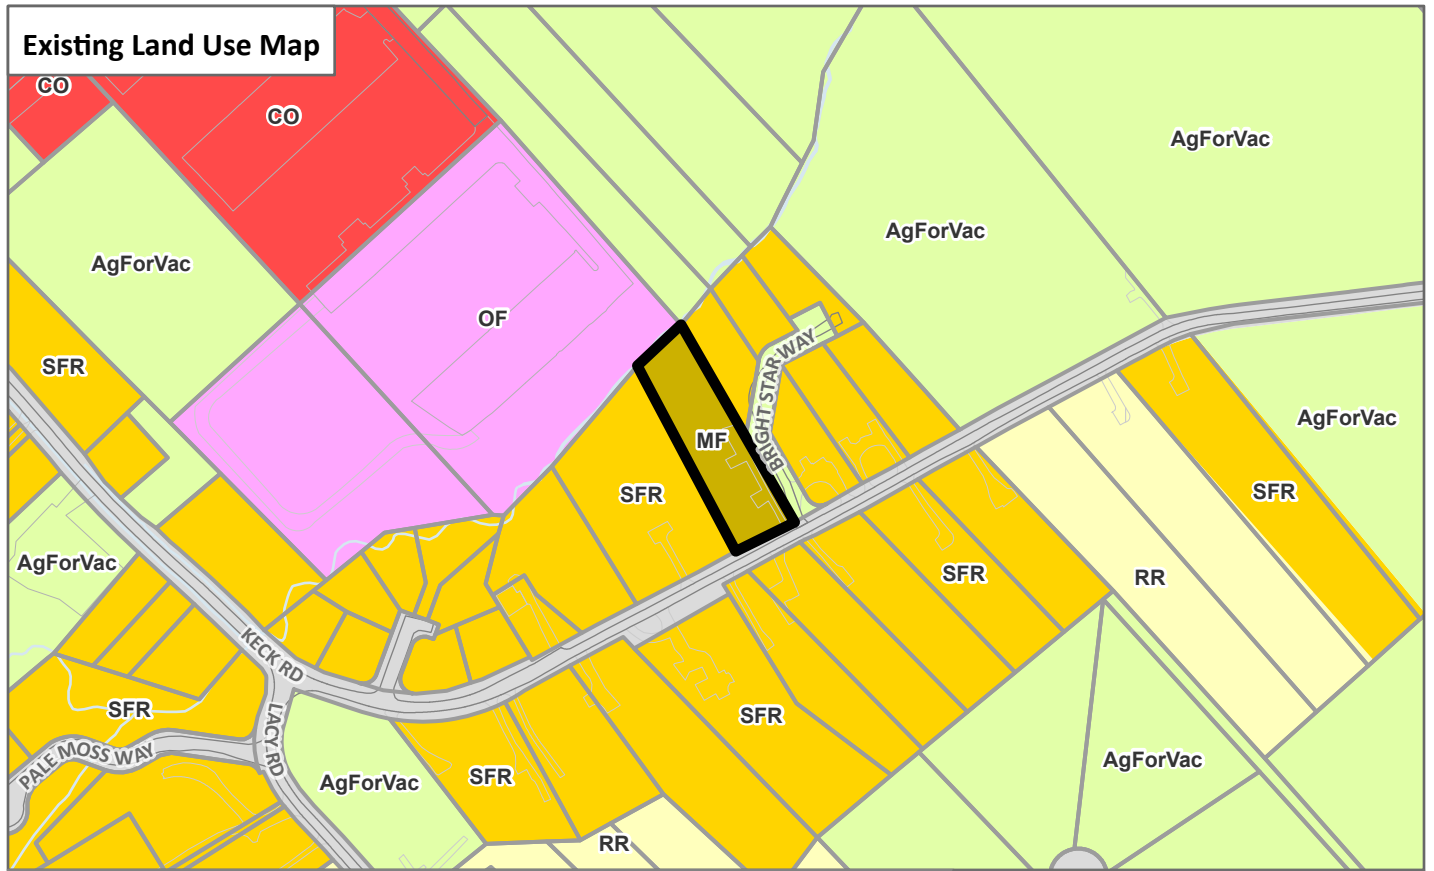 Existing Land Use Map
CO
CO
AgForVac
AgForVac
AgForVac
OF
SFR
BRIGHT STAR WAY
AgForVac
MF
SFR
SFR
AgForVac
SFR
RR
KECK RD
SFR
SFR
LACY RD
PALE MOSS WAY
AgForVac
SFR
AgForVac
RR